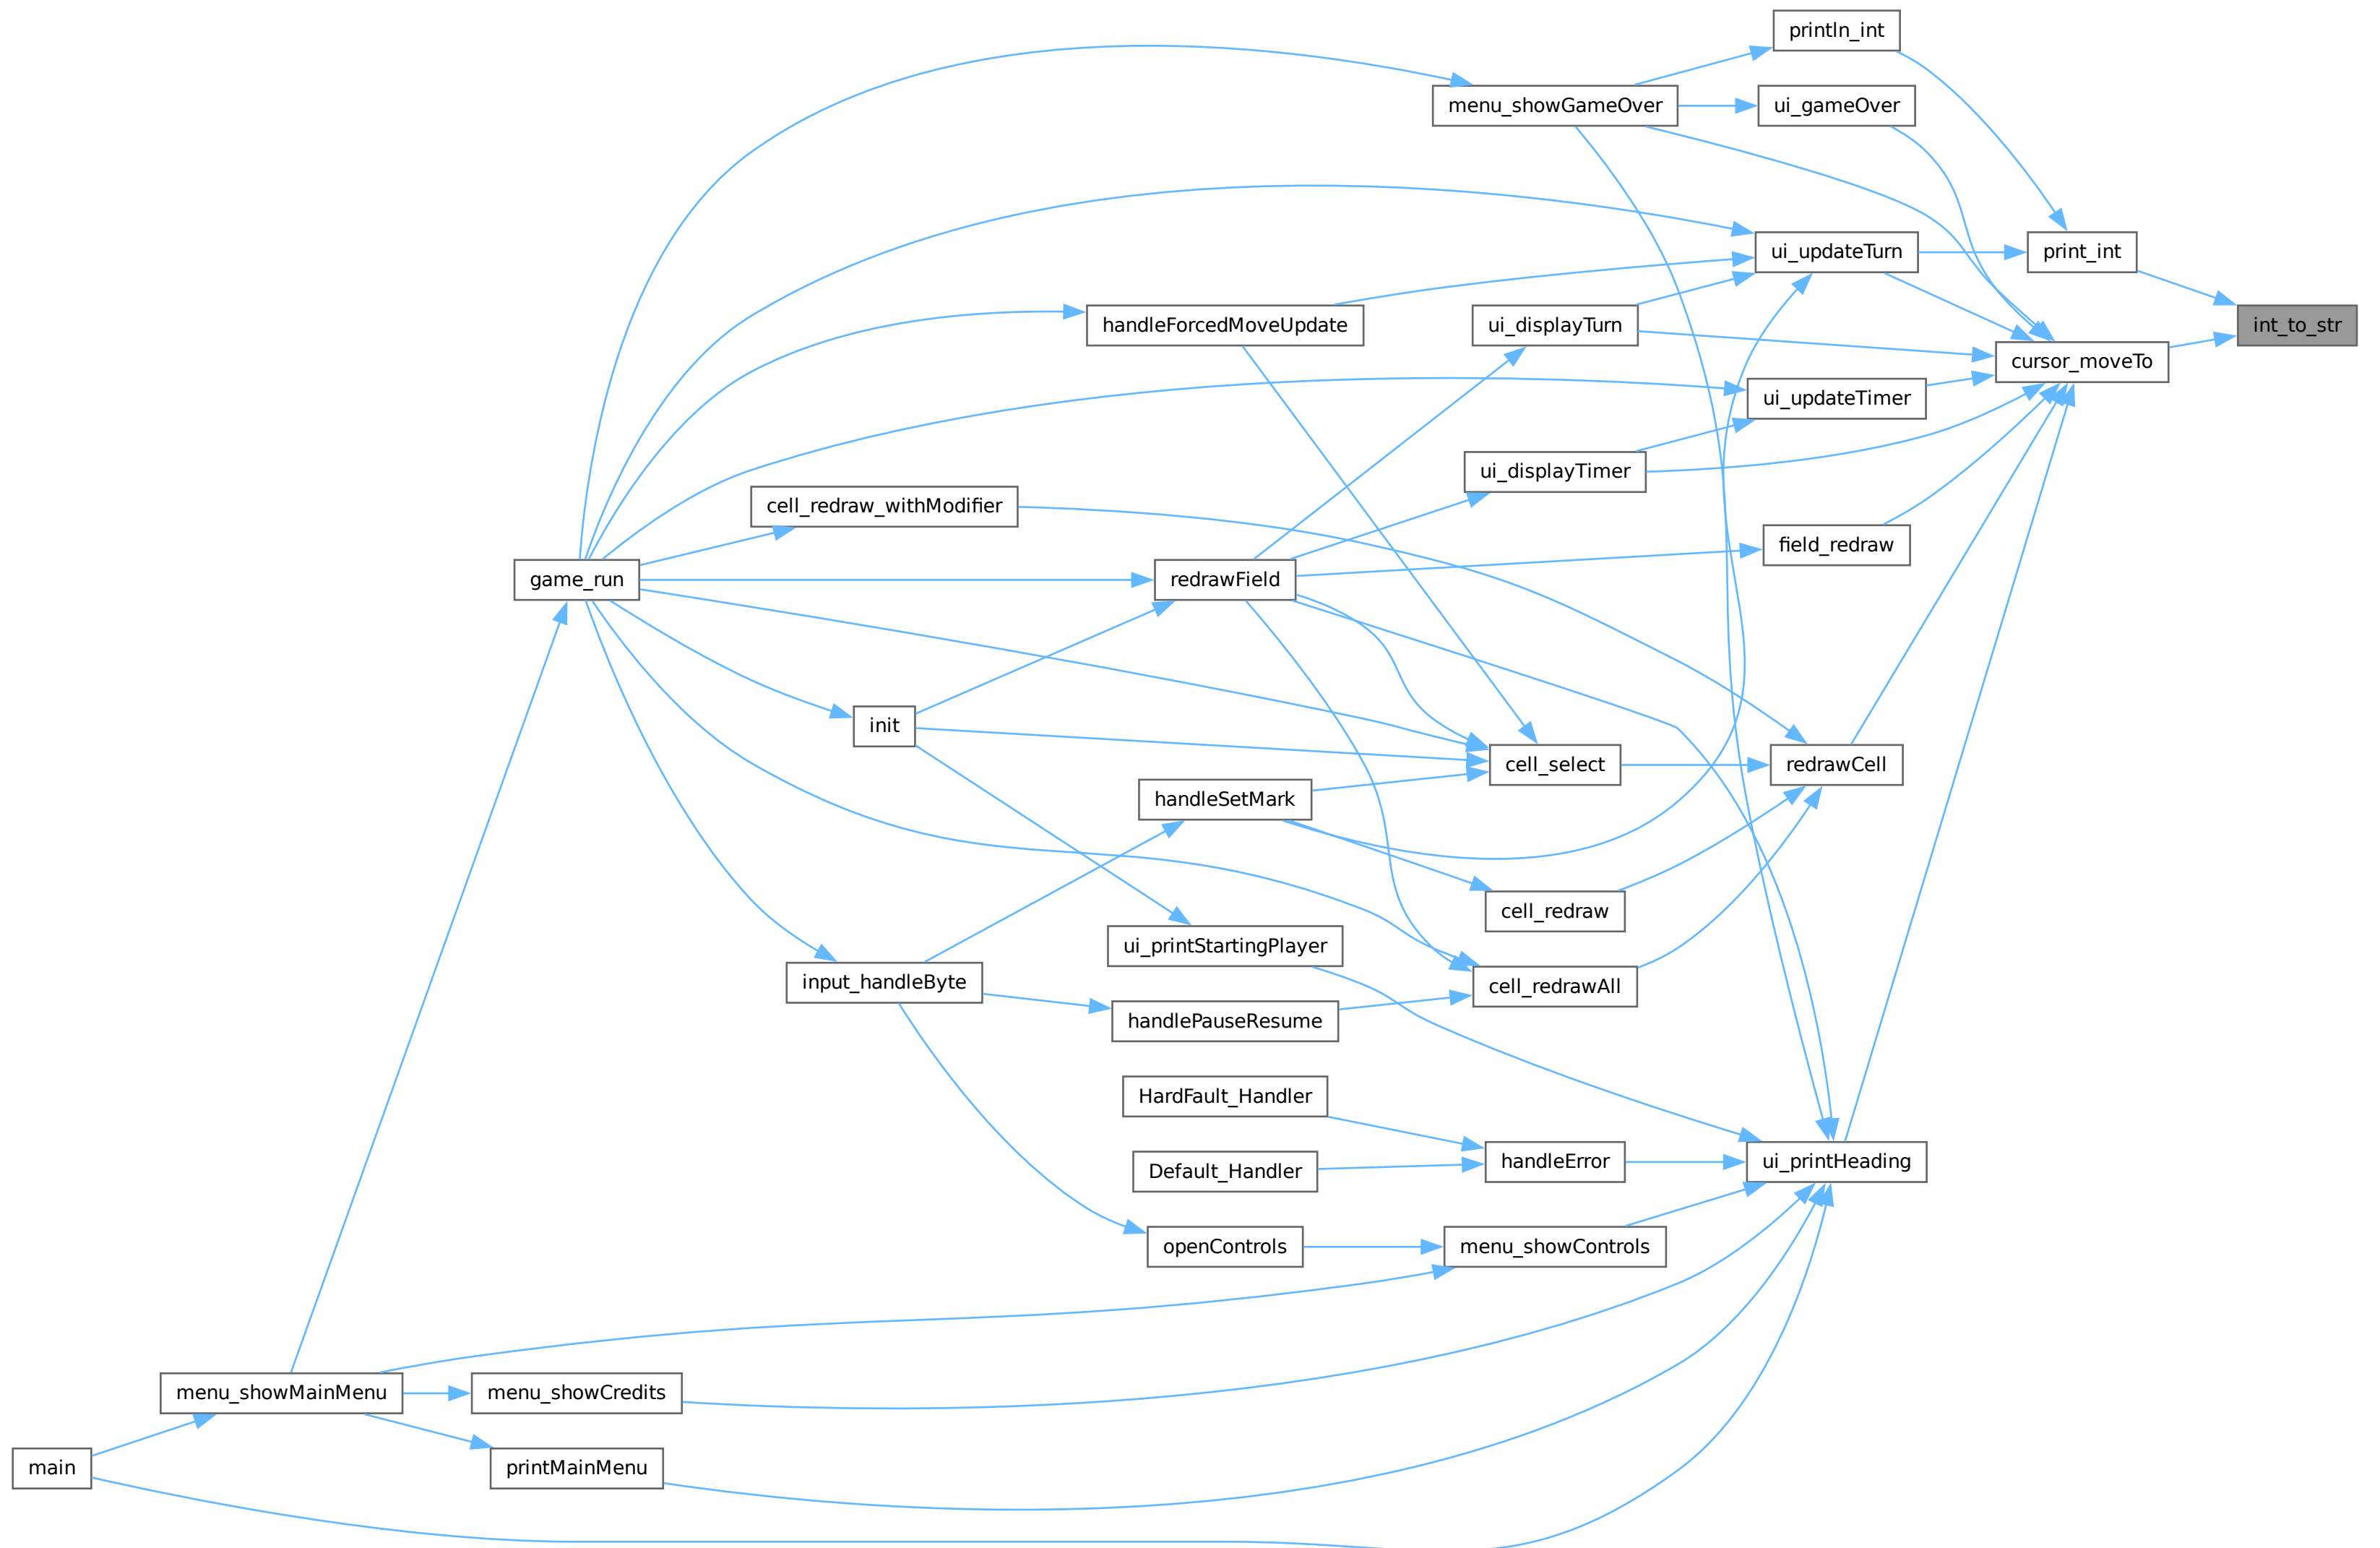 println_int
menu_showGameOver
ui_gameOver
ui_updateTurn
print_int
handleForcedMoveUpdate
ui_displayTurn
int_to_str
cursor_moveTo
ui_updateTimer
ui_displayTimer
cell_redraw_withModifier
field_redraw
game_run
redrawField
init
cell_select
redrawCell
handleSetMark
cell_redraw
ui_printStartingPlayer
input_handleByte
cell_redrawAll
handlePauseResume
HardFault_Handler
Default_Handler
handleError
ui_printHeading
openControls
menu_showControls
menu_showMainMenu
menu_showCredits
main
printMainMenu